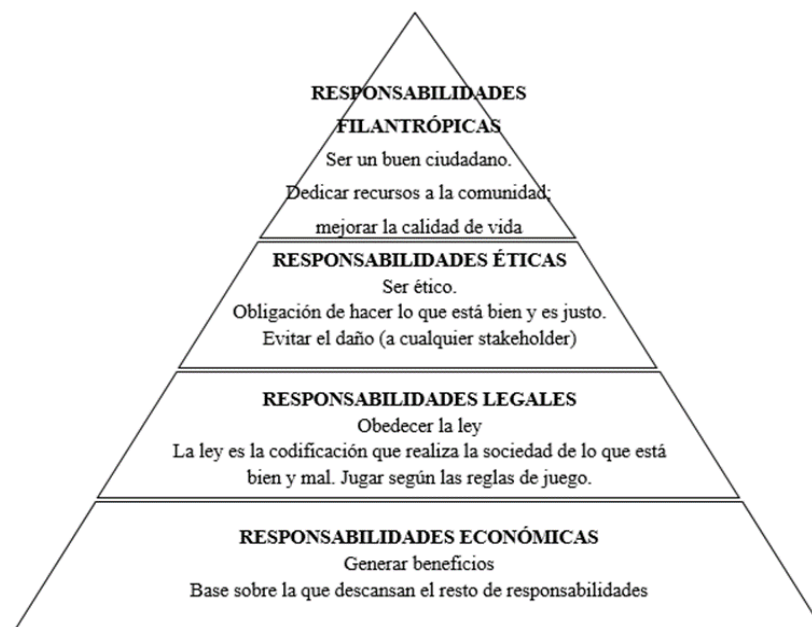 RESPONSABILIDADES
FILANTRÓPICAS
Ser un buen ciudadano.
Dedicar recursos a la comunidad;
mejorar la calidad de vida
RESPONSABILIDADES ÉTICAS
Ser ético.
Obligación de hacer lo que está bien y es justo.
Evitar el daño (a cualquier stakeholder)
RESPONSABILIDADES LEGALES
Obedecer la ley
La ley es la codificación que realiza la sociedad de lo que está
bien y mal. Jugar según las reglas de juego.
RESPONSABILIDADES ECONÓMICAS
Generar beneficios
Base sobre la que descansan el resto de responsabilidades